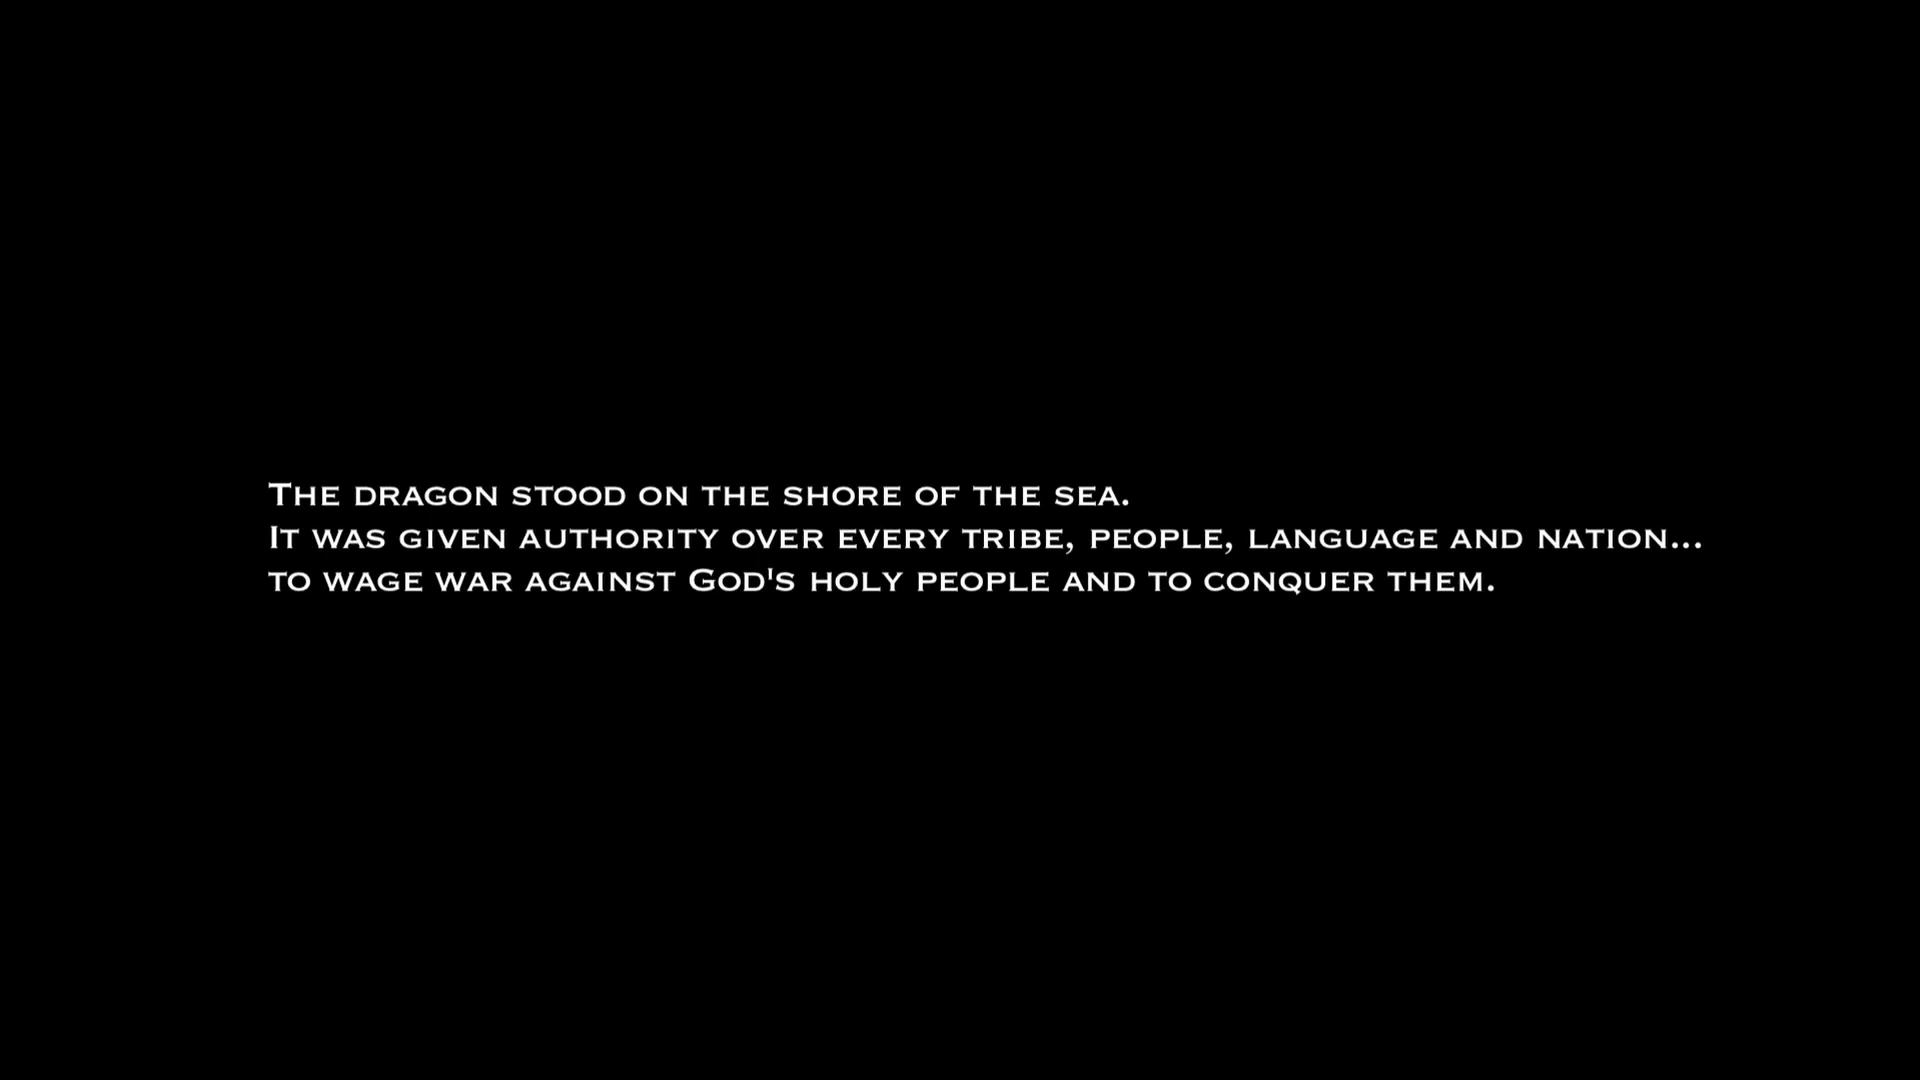 The dragon stood on the shore of the sea.
It was given authority over every tribe, people, language and nation...
to wage war against God's holy people and to conquer them.